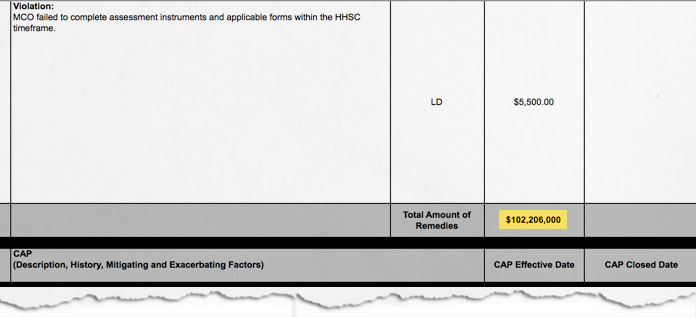 Violation:
MCO failed to complete assessment instruments and applicable forms within the HHSC
timeframe.
LD
$5,500.00
Total Amount of
Remedies
$102,206,000
CAP
(Description, History, Mitigating and Exacerbating Factors)
CAP Effective Date
CAP Closed Date